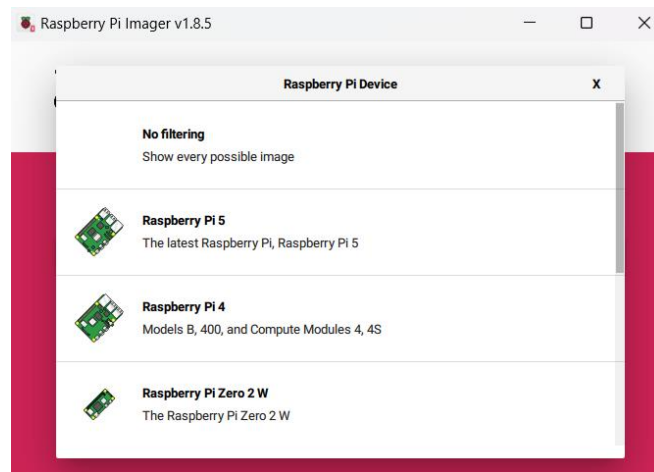 Raspberry Pi Imager v1.8.5
Raspberry Pi Device
X
No filtering
Show every possible image
Raspberry Pi 5
The latest Raspberry Pi, Raspberry Pi 5
Raspberry Pi 4
Models B, 400, and Compute Modules 4, 4S
Raspberry Pi Zero 2 W
The Raspberry Pi Zero 2 W